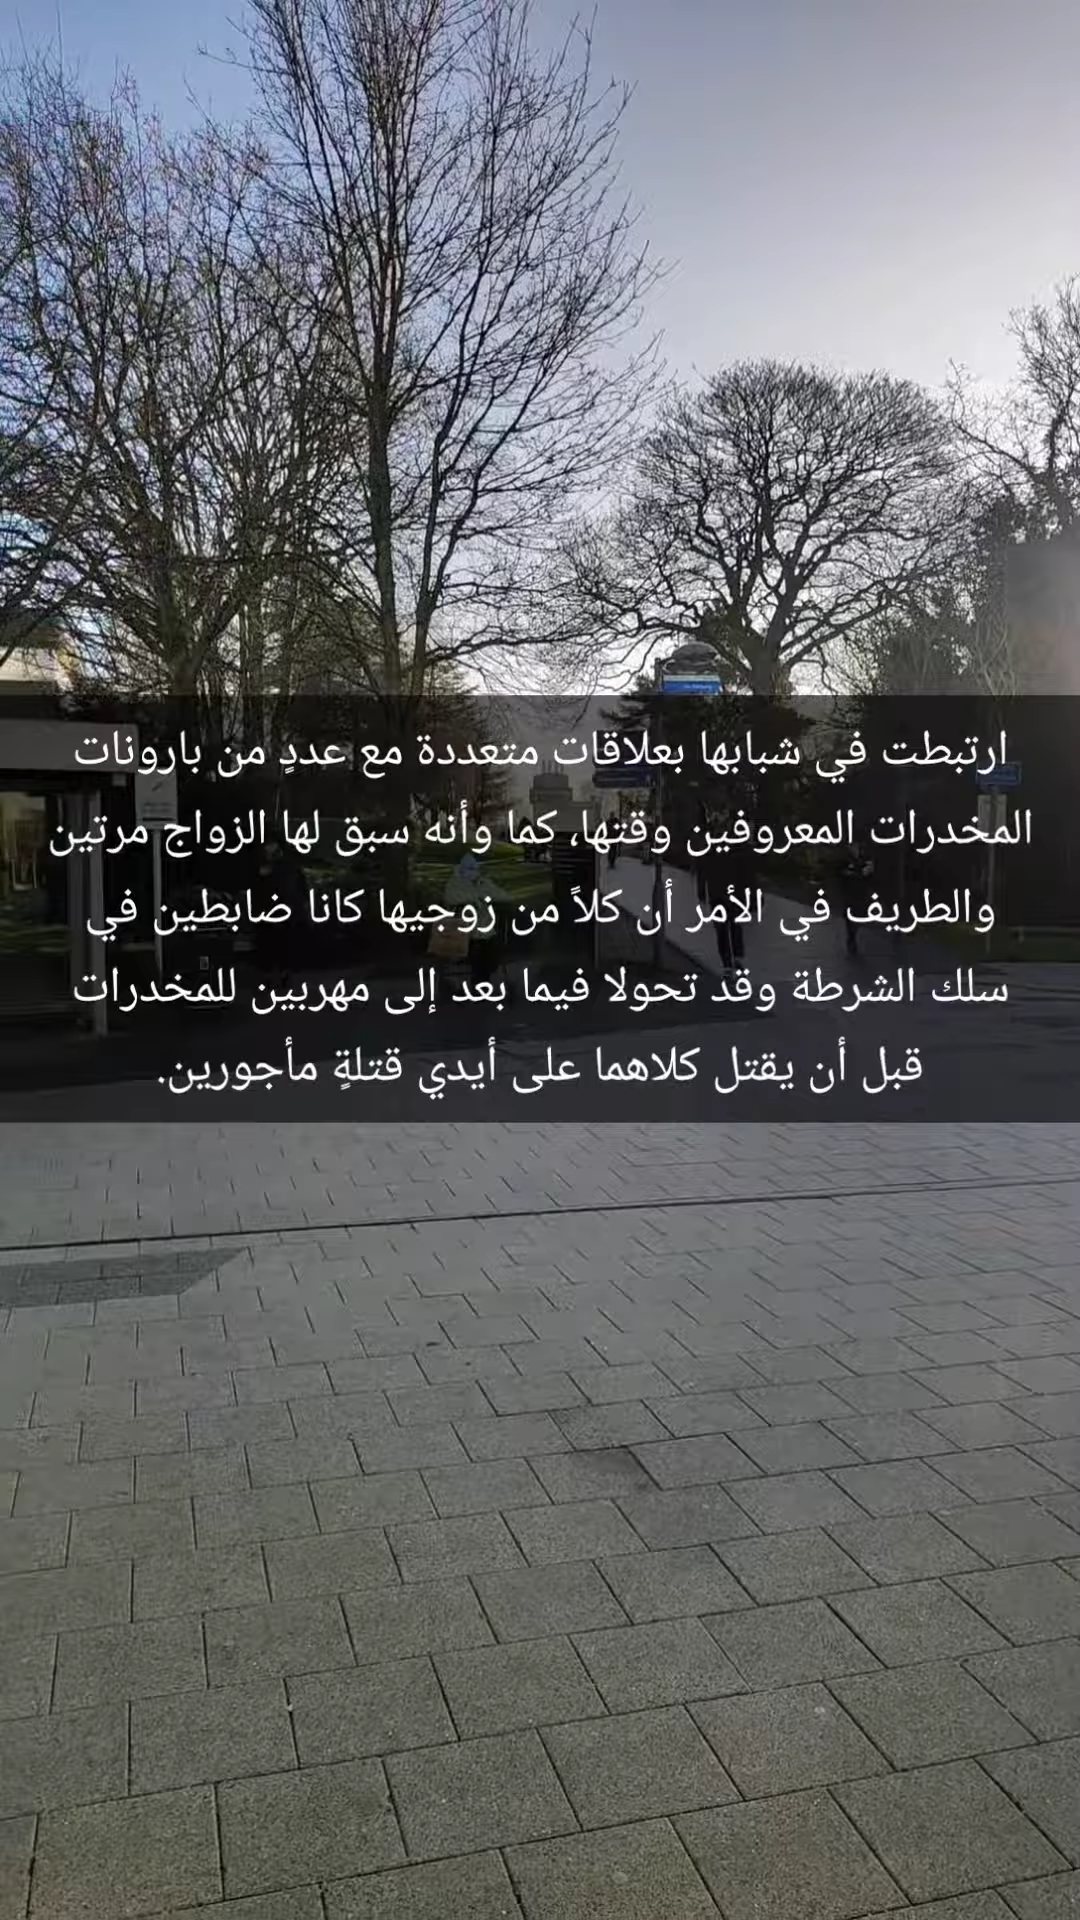 ارتبطت في شبابها بعلاقات متعددة مع عددٍ من بارونات
المخدرات المعروفين وقتها، كما وأنه سبق لها الزواج مرتين
والطريف في الأمر أن كلاً من زوجيها كانا ضابطين في
سلك الشرطة وقد تحولا فيما بعد إلى مهربين للمخدرات
قبل أن يقتل كلاهما على أيدي قتلةٍ مأجورين.